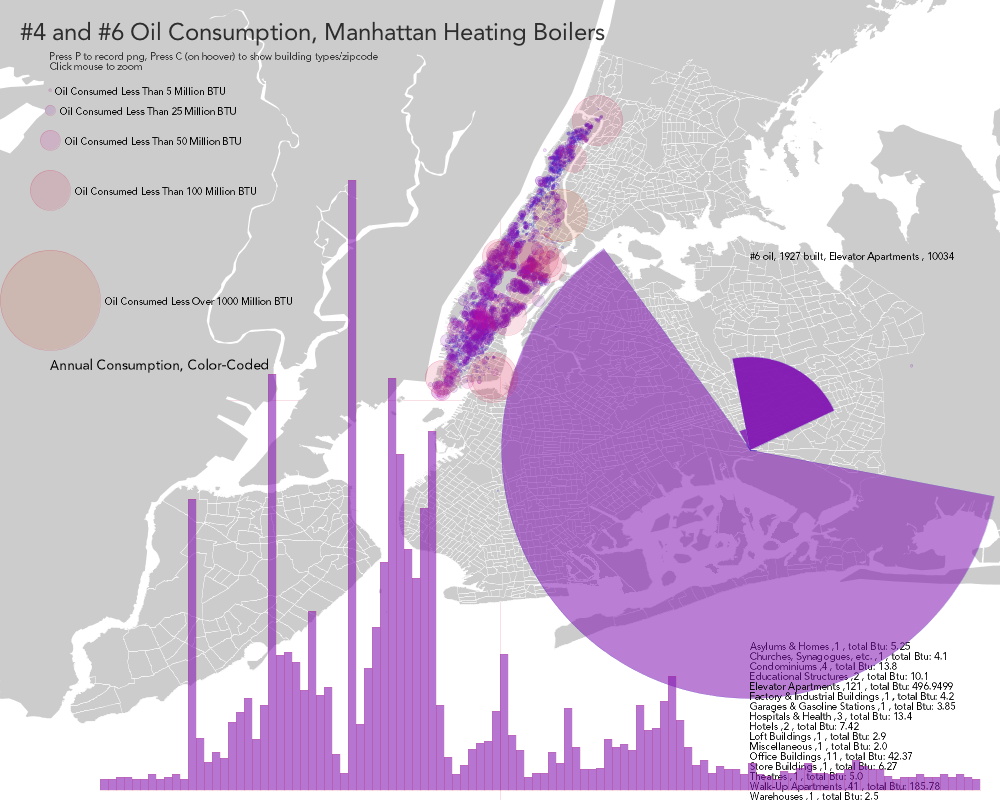 #4 and #6 Oil Consumption, Manhattan Heating Boilers
Press P to record png, Press C (on hoover) to show building types/zipcode
Click mouse to zoom
Oil Consumed Less Than 5 Million BTU
Oil Consumed Less Than 25 Million BTU
Oil Consumed Less Than 50 Million BTU
Oil Consumed Less Than 100 Million BTU
#6 oil, 1927 built, Elevator Apartments , 10034
Oil Consumed Less Over 1000 Million BTU
Annual Consumption, Color-Coded
Asylums & Homes ,1 , total Btu: 5.25
Churches, Synagogues, etc. ,1 , total Btu: 4.1
Condominiums ,4 , total Btu: 13.8
Educational Structures ,2 , total Btu: 10.1
Elevator Apartments ,121 , total Btu: 496.9499
Factory & Industrial Buildings ,1 , total Btu: 4.2
Garages & Gasoline Stations ,1 , total Btu: 3.85
Hospitals & Health ,3 , total Btu: 13.4
Hotels ,2 , total Btu: 7.42
Loft Buildings ,1 , total Btu: 2.9
Miscellaneous ,1 , total Btu: 2.0
Office Buildings ,11 , total Btu: 42.37
Store Buildings ,1 , total Btu: 6.27
Theatres ,1 , total Btu: 5.0
Walk-Up Apartments ,41 , total Btu: 185.78
Warehouses ,1 , total Btu: 2.5